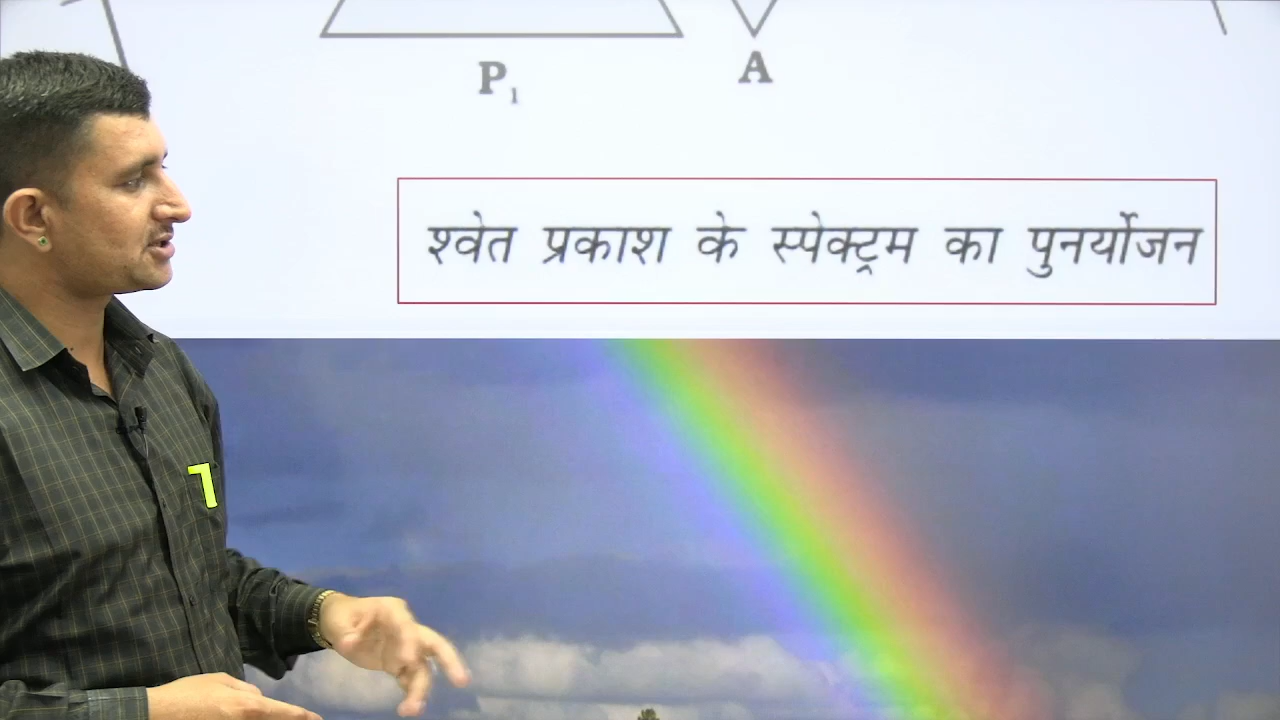 P₁ A
श्वेत प्रकाश के स्पेक्ट्रम का पुनर्योजन